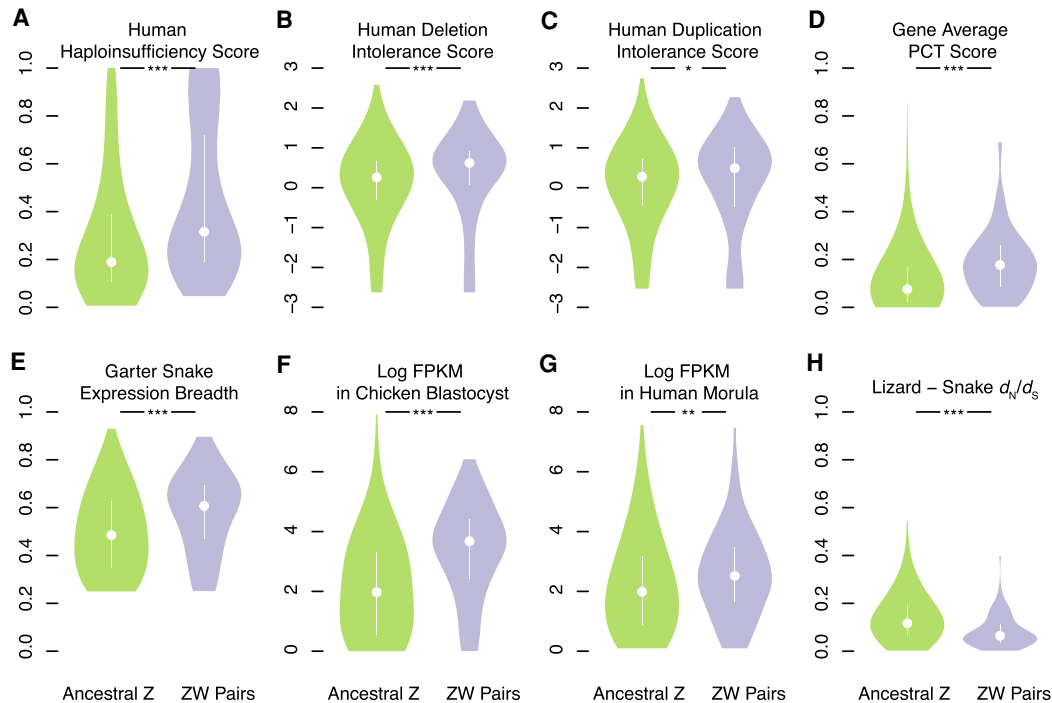 A
Human
Haploinsufficiency Score
***
1.0
0.8
0.6
0.4
0.2
0.0
B
Human Deletion
Intolerance Score
***
3
2
1
0
−1
−2
−3
C
Human Duplication
Intolerance Score
*
3
2
1
0
−1
−2
−3
D
Gene Average
PCT Score
***
1.0
0.8
0.6
0.4
0.2
0.0
E
Garter Snake
Expression Breadth
***
1.0
0.8
0.6
0.4
0.2
0.0
F
Log FPKM
in Chicken Blastocyst
***
8
6
4
2
0
G
Log FPKM
in Human Morula
**
8
6
4
2
0
H
Lizard − Snake dN/dS
***
1.0
0.8
0.6
0.4
0.2
0.0
Ancestral Z ZW Pairs
Ancestral Z ZW Pairs
Ancestral Z ZW Pairs
Ancestral Z ZW Pairs